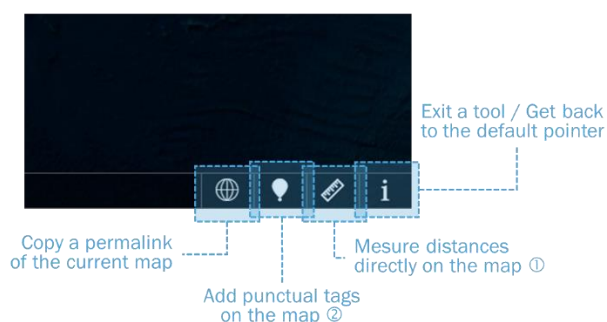 Exit a tool / Get back
to the default pointer
i
Copy a permalink
of the current map
Mesure distances
directly on the map ①
Add punctual tags
on the map ②